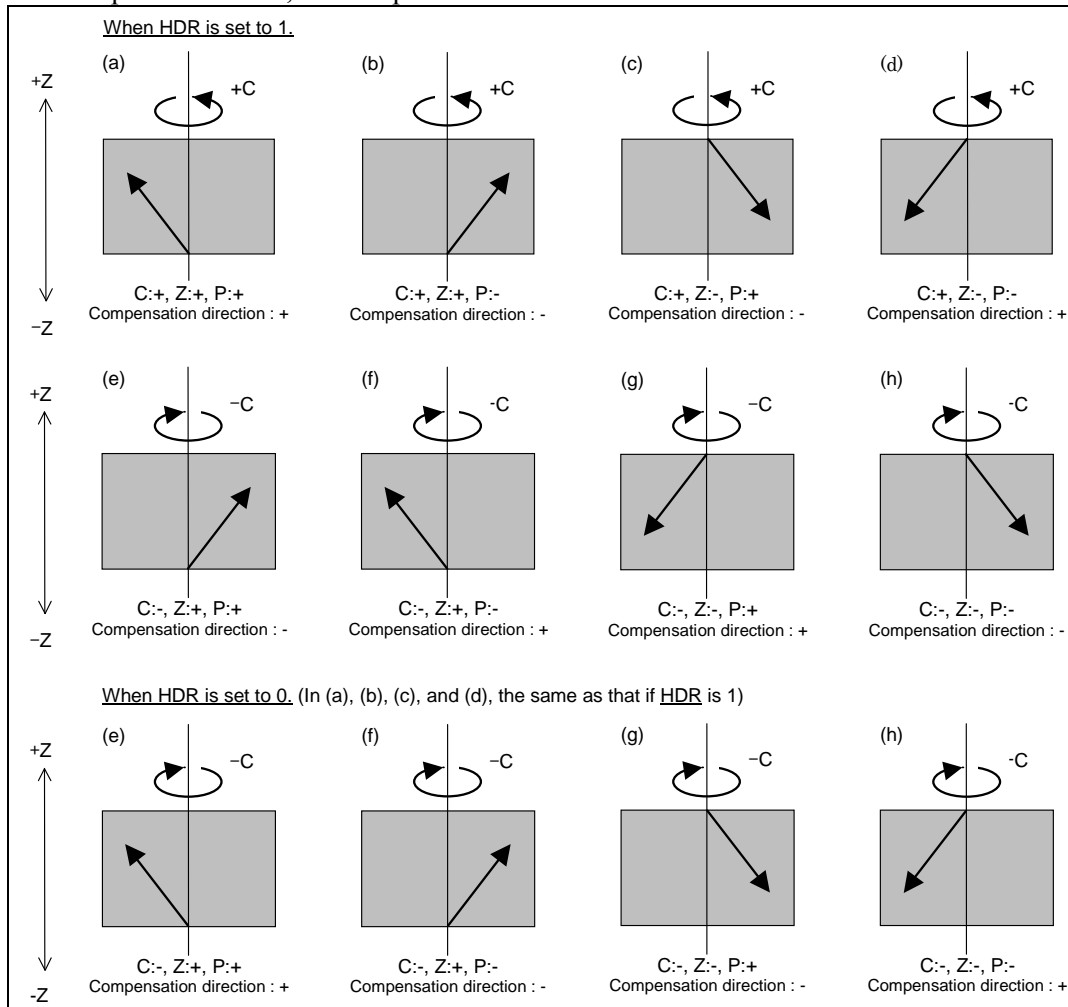 When HDR is set to 1.
(a) (b) (c) (d)
+Z +C +C +C +C
C:+, Z:+, P:+ C:+, Z:+, P:- C:+, Z:-, P:+ C:+, Z:-, P:-
−Z Compensation direction : + Compensation direction : - Compensation direction : - Compensation direction : +
(e) (f) (g) (h)
+Z −C -C −C -C
C:-, Z:+, P:+ C:-, Z:+, P:- C:-, Z:-, P:+ C:-, Z:-, P:-
−Z Compensation direction : - Compensation direction : + Compensation direction : + Compensation direction : -
When HDR is set to 0. (In (a), (b), (c), and (d), the same as that if HDR is 1)
(e) (f) (g) (h)
+Z −C −C −C -C
C:-, Z:+, P:+ C:-, Z:+, P:- C:-, Z:-, P:+ C:-, Z:-, P:-
-Z Compensation direction : + Compensation direction : - Compensation direction : - Compensation direction : +